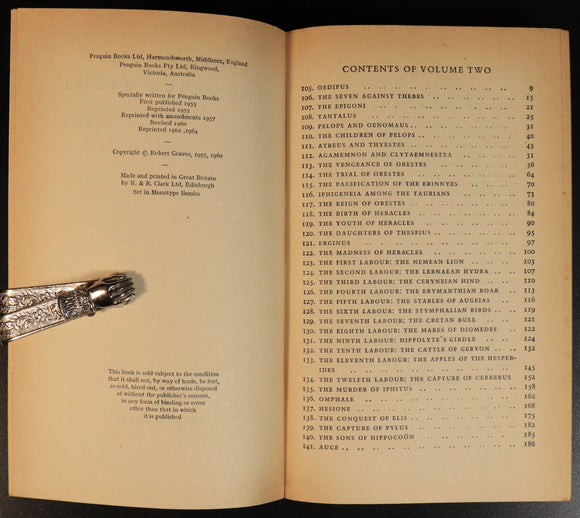 Penguin Books Ltd, Harmondsworth, Middlesex, England
Penguin Books Pty Ltd, Ringwood,
Victoria, Australia
—
Specially written for Penguin Books
First published 1955
Reprinted 1955
Reprinted with amendments 1957
Revised 1960
Reprinted 1962, 1964
—
Copyright © Robert Graves, 1955, 1960
—
Made and printed in Great Britain
by R. & R. Clark Ltd, Edinburgh
Set in Monotype Bembo
This book is sold subject to the condition
that it shall not, by way of trade, be lent,
re-sold, hired out, or otherwise disposed
of without the publisher's consent,
in any form of binding or cover
other than that in which
it is published
CONTENTS OF VOLUME TWO
105. OEDIPUS 9
106. THE SEVEN AGAINST THEBES 15
107. THE EPIGONI 21
108. TANTALUS 25
109. PELOPS AND OENOMAUS 31
110. THE CHILDREN OF PELOPS 40
111. ATREUS AND THYESTES 43
112. AGAMEMNON AND CLYTAEMNESTRA 51
113. THE VENGEANCE OF ORESTES 56
114. THE TRIAL OF ORESTES 64
115. THE PACIFICATION OF THE ERINNYES 70
116. IPHIGENEIA AMONG THE TAURIANS 73
117. THE REIGN OF ORESTES 80
118. THE BIRTH OF HERACLES 84
119. THE YOUTH OF HERACLES 90
120. THE DAUGHTERS OF THESPIUS 95
121. ERGINUS 97
122. THE MADNESS OF HERACLES 100
123. THE FIRST LABOUR: THE NEMEAN LION 103
124. THE SECOND LABOUR: THE LERNAEAN HYDRA 107
125. THE THIRD LABOUR: THE CERYNEIAN HIND 110
126. THE FOURTH LABOUR: THE ERYMANTHIAN BOAR 113
127. THE FIFTH LABOUR: THE STABLES OF AUGEIAS 116
128. THE SIXTH LABOUR: THE STYMPHALIAN BIRDS 119
129. THE SEVENTH LABOUR: THE CRETAN BULL 121
130. THE EIGHTH LABOUR: THE MARES OF DIOMEDES 122
131. THE NINTH LABOUR: HIPPOLYTE'S GIRDLE 124
132. THE TENTH LABOUR: THE CATTLE OF GERYON 132
133. THE ELEVENTH LABOUR: THE APPLES OF THE HESPER-
IDES 145
134. THE TWELFTH LABOUR: THE CAPTURE OF CERBERUS 152
135. THE MURDER OF IPHITUS 158
136. OMPHALE 162
137. HESIONE 168
138. THE CONQUEST OF ELIS 175
139. THE CAPTURE OF PYLUS 182
140. THE SONS OF HIPPOCOÖN 185
141. AUGE 186